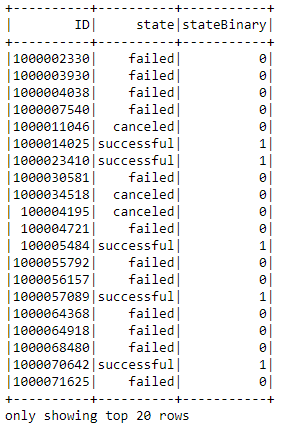 +----------+----------+-----------+
|        ID|     state|stateBinary|
+----------+----------+-----------+
|1000002330|    failed|          0|
|1000003930|    failed|          0|
|1000004038|    failed|          0|
|1000007540|    failed|          0|
|1000011046|  canceled|          0|
|1000014025|successful|          1|
|1000023410|successful|          1|
|1000030581|    failed|          0|
|1000034518|  canceled|          0|
| 100004195|  canceled|          0|
| 100004721|    failed|          0|
| 100005484|successful|          1|
|1000055792|    failed|          0|
|1000056157|    failed|          0|
|1000057089|successful|          1|
|1000064368|    failed|          0|
|1000064918|    failed|          0|
|1000068480|    failed|          0|
|1000070642|successful|          1|
|1000071625|    failed|          0|
+----------+----------+-----------+
only showing top 20 rows